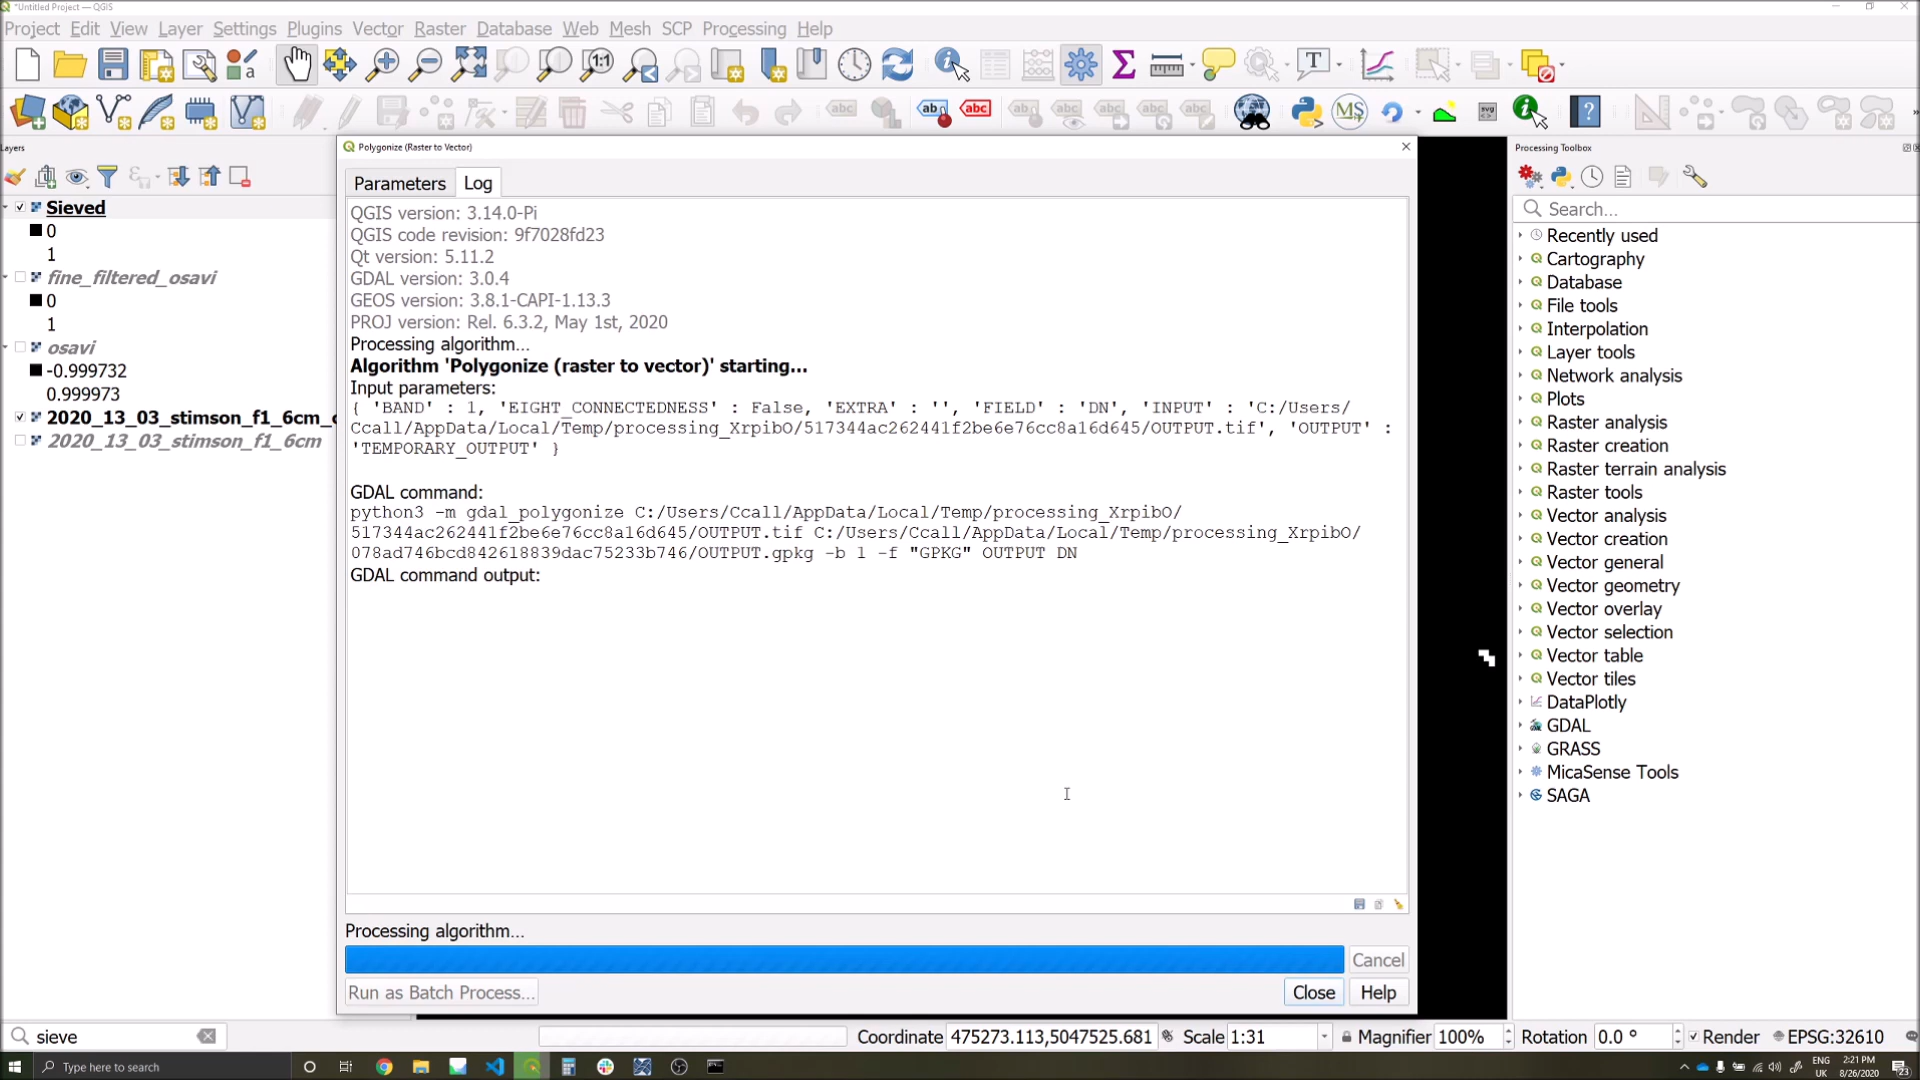 *Untitled Project — QGIS
Project Edit View Layer Settings Plugins Vector Raster Database Web Mesh SCP Processing Help
Layers
Sieved
0
1
fine_filtered_osavi
0
1
osavi
-0.999732
0.999973
2020_13_03_stimson_f1_6cm_c
2020_13_03_stimson_f1_6cm
Polygonize (Raster to Vector)
Parameters Log
QGIS version: 3.14.0-Pi
QGIS code revision: 9f7028fd23
Qt version: 5.11.2
GDAL version: 3.0.4
GEOS version: 3.8.1-CAPI-1.13.3
PROJ version: Rel. 6.3.2, May 1st, 2020
Processing algorithm...
Algorithm 'Polygonize (raster to vector)' starting...
Input parameters:
{ 'BAND' : 1, 'EIGHT_CONNECTEDNESS' : False, 'EXTRA' : '', 'FIELD' : 'DN', 'INPUT' : 'C:/Users/
Ccall/AppData/Local/Temp/processing_XrpibO/517344ac262441f2be6e76cc8a16d645/OUTPUT.tif', 'OUTPUT' :
'TEMPORARY_OUTPUT' }
GDAL command:
python3 -m gdal_polygonize C:/Users/Ccall/AppData/Local/Temp/processing_XrpibO/
517344ac262441f2be6e76cc8a16d645/OUTPUT.tif C:/Users/Ccall/AppData/Local/Temp/processing_XrpibO/
078ad746bcd842618839dac75233b746/OUTPUT.gpkg -b 1 -f "GPKG" OUTPUT DN
GDAL command output:
Processing algorithm...
Cancel
Run as Batch Process...
Close Help
Processing Toolbox
Search...
Recently used
Cartography
Database
File tools
Interpolation
Layer tools
Network analysis
Plots
Raster analysis
Raster creation
Raster terrain analysis
Raster tools
Vector analysis
Vector creation
Vector general
Vector geometry
Vector overlay
Vector selection
Vector table
Vector tiles
DataPlotly
GDAL
GRASS
MicaSense Tools
SAGA
sieve
Coordinate 475273.113,5047525.681 Scale 1:31 Magnifier 100% Rotation 0.0 ° Render EPSG:32610
Type here to search
ENG
UK
2:21 PM
8/26/2020
23